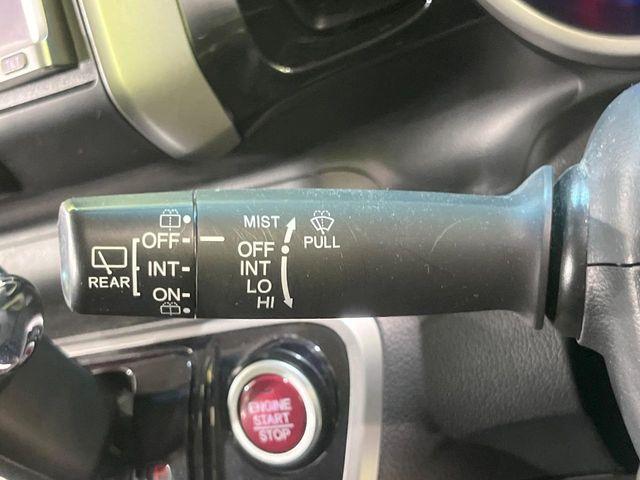 MIST
OFF
INT
LO
HI
PULL
OFF
INT
ON
REAR
ENGINE
START
STOP